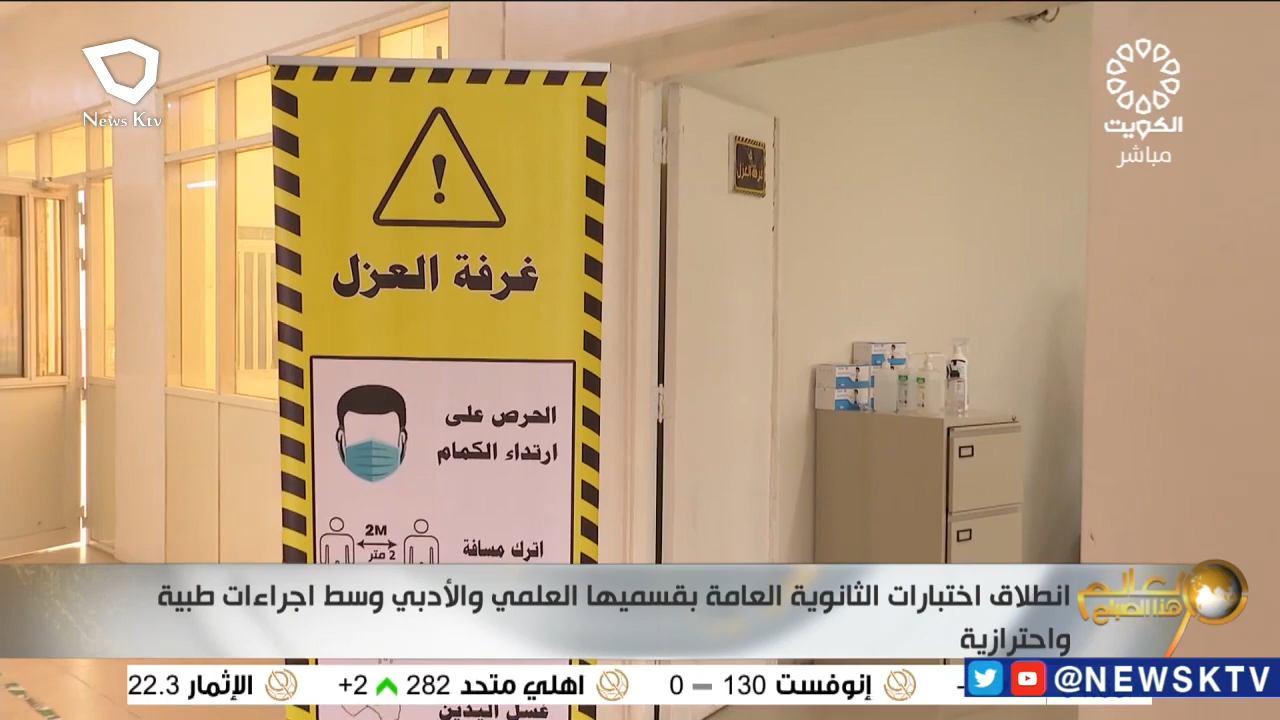 News Ktv
الكويت
مباشر
غرفة العزل
غرفة العزل
الحرص على
ارتداء الكمام
2M
2 متر
اترك مسافة
انطلاق اختبارات الثانوية العامة بقسميها العلمي والأدبي وسط اجراءات طبية
واحترازية
غسل اليدين
إنوفست 130 0
اهلي متحد 282 +2
الإثمار 22.3
@NEWSKTV